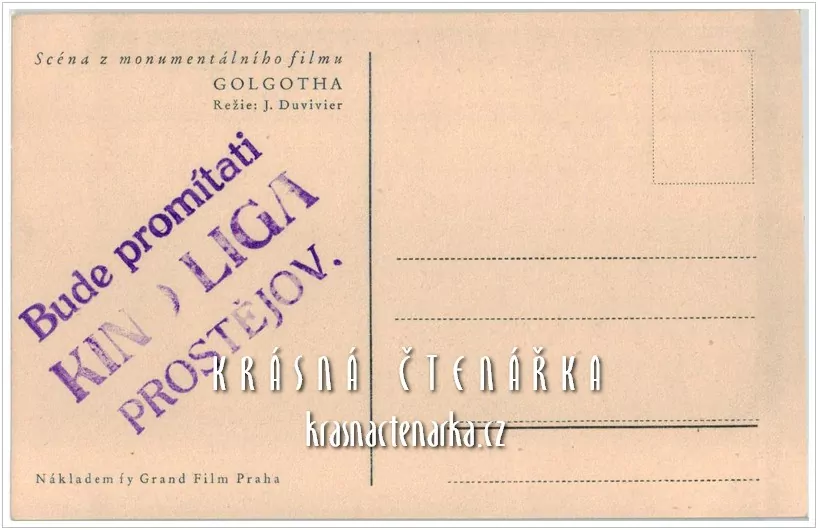 Scéna z monumentálního filmu
GOLGOTHA
Režie: J. Duvivier
Bude promítati
KINO LIGA
PROSTĚJOV.
KRÁSNÁ ČTENÁŘKA
krasnactenarka.cz
Nákladem fy Grand Film Praha